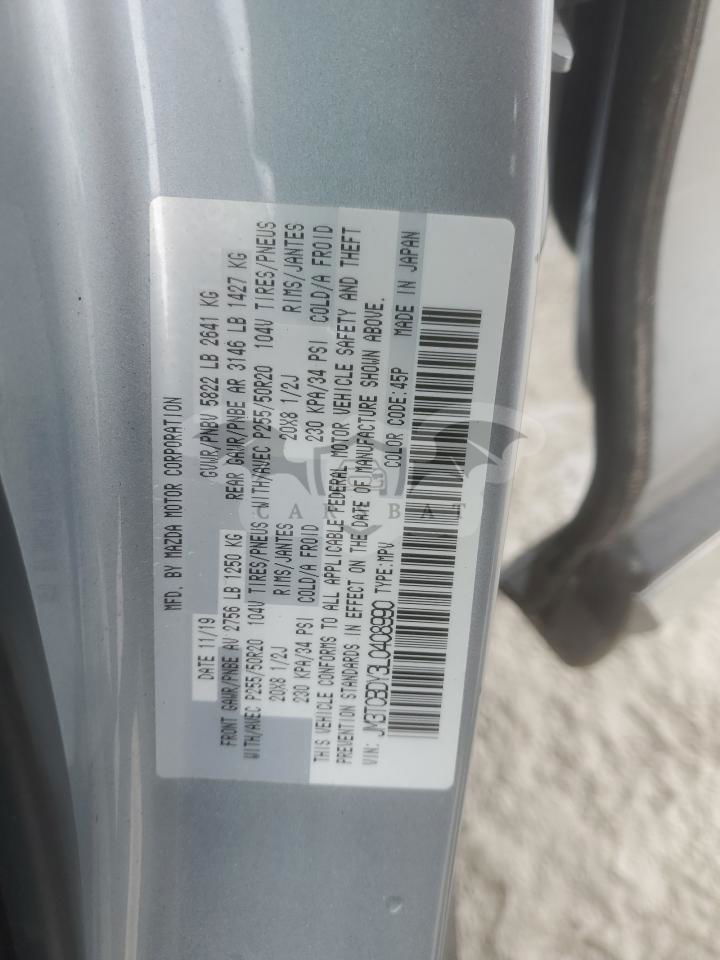 MFD. BY MAZDA MOTOR CORPORATION
DATE 11/19 GVWR/PNBV 5822 LB 2641 KG
FRONT GAWR/PNBE AV 2756 LB 1250 KG REAR GAWR/PNBE AR 3146 LB 1427 KG
WITH/AVEC P255/50R20 104V TIRES/PNEUS WITH/AVEC P255/50R20 104V TIRES/PNEUS
20X8 1/2J RIMS/JANTES 20X8 1/2J RIMS/JANTES
230 KPA/34 PSI COLD/A FROID 230 KPA/34 PSI COLD/A FROID
THIS VEHICLE CONFORMS TO ALL APPLICABLE FEDERAL MOTOR VEHICLE SAFETY AND THEFT
PREVENTION STANDARDS IN EFFECT ON THE DATE OF MANUFACTURE SHOWN ABOVE.
VIN: JM3TCBDY3L0408990 TYPE:MPV COLOR CODE:45P MADE IN JAPAN
CAR BAT